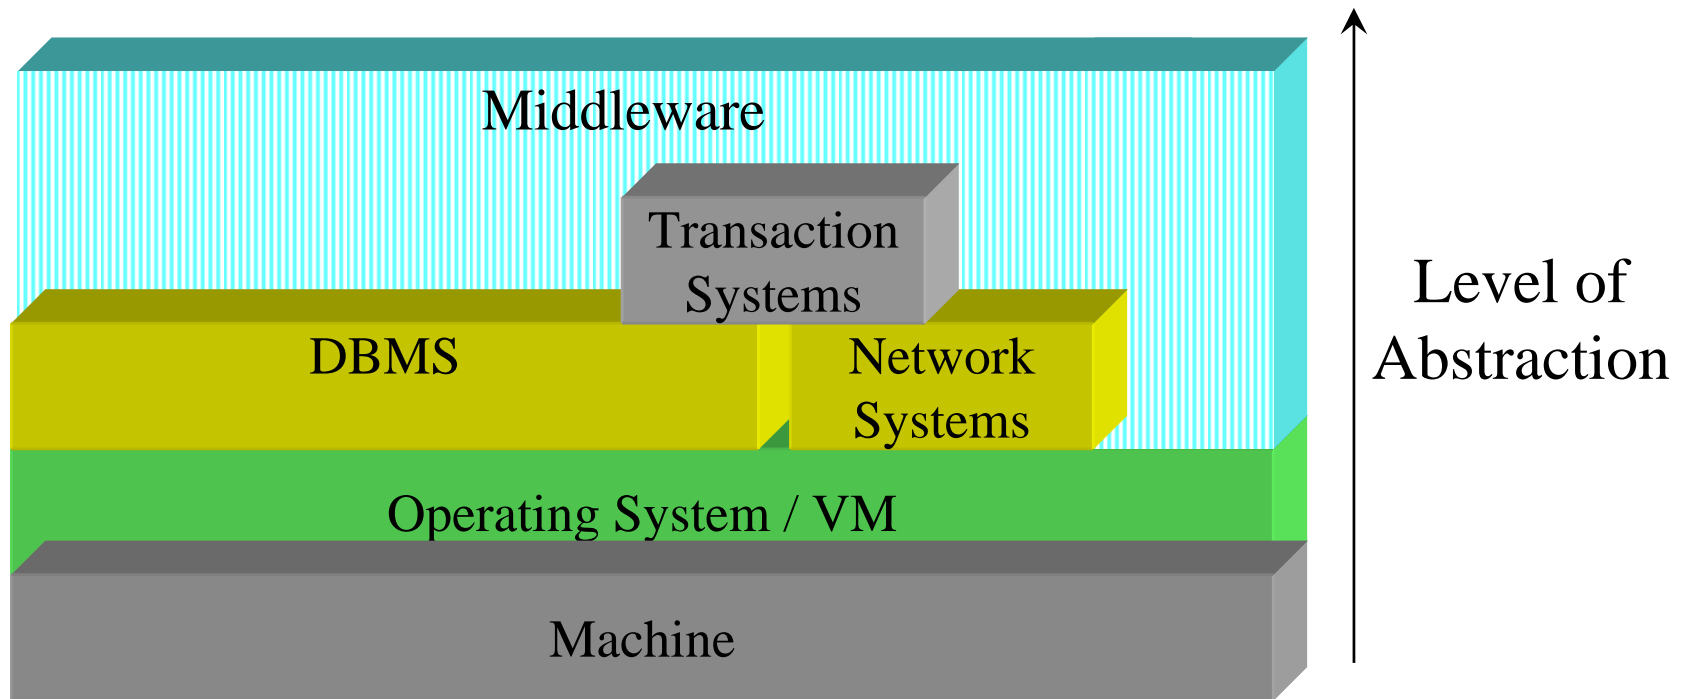 Middleware
Transaction
Systems
DBMS
Network
Systems
Operating System / VM
Machine
Level of
Abstraction